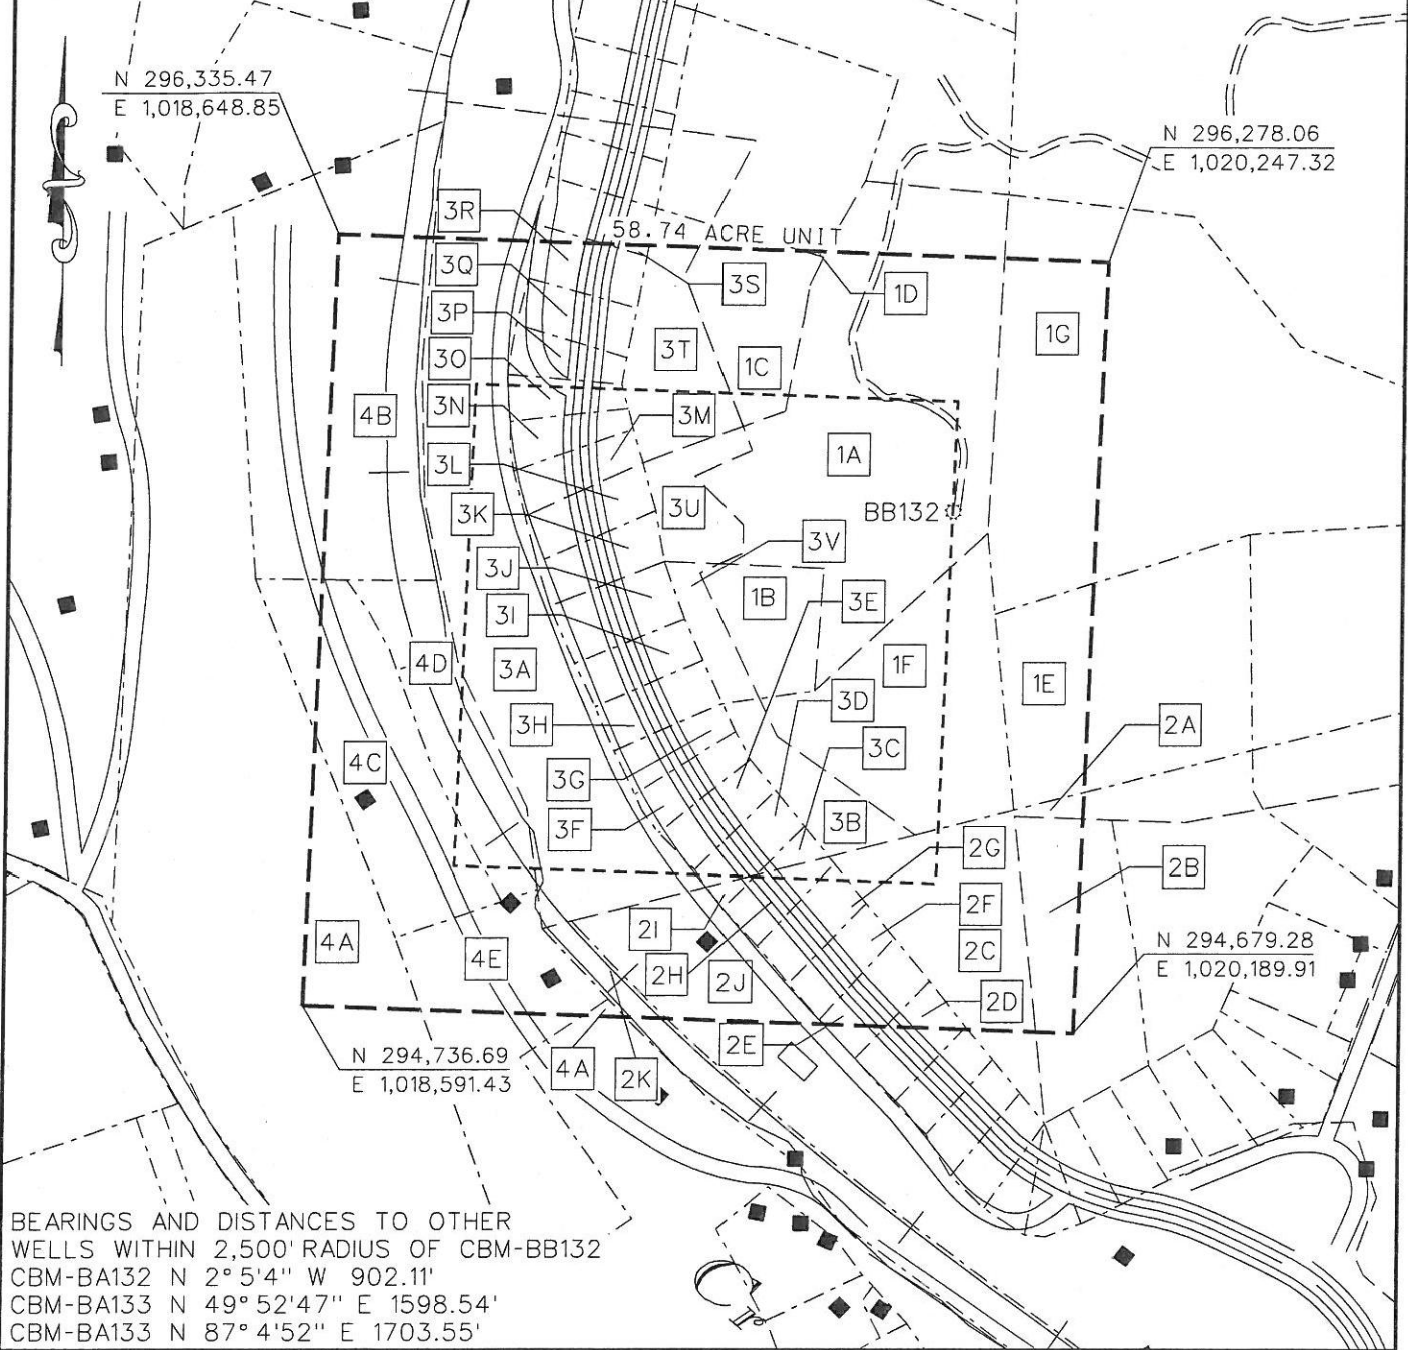 N 296,335.47
E 1,018,648.85
N 296,278.06
E 1,020,247.32
3R
58.74 ACRE UNIT
3Q
3S
1D
3P
1G
3T
3O
1C
4B
3N
3M
1A
3L
3U
BB132
3K
3V
3J
1B
3E
3I
4D
3A
1F
1E
3D
3H
2A
3C
4C
3G
3F
3B
2G
2B
2F
2I
4A
N 294,679.28
E 1,020,189.91
2C
4E
2H
2J
2D
2E
N 294,736.69
E 1,018,591.43
4A
2K
BEARINGS AND DISTANCES TO OTHER
WELLS WITHIN 2,500' RADIUS OF CBM-BB132
CBM-BA132 N 2° 5'4" W 902.11'
CBM-BA133 N 49° 52'47" E 1598.54'
CBM-BA133 N 87° 4'52" E 1703.55'